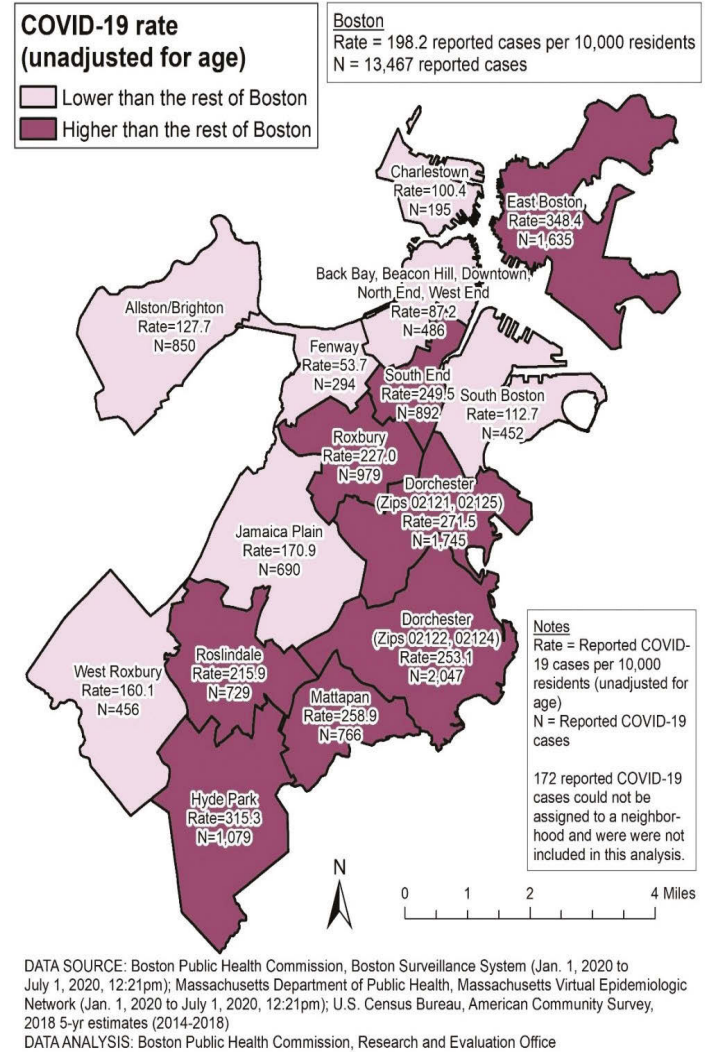 COVID-19 rate
(unadjusted for age)
Lower than the rest of Boston
Higher than the rest of Boston
Boston
Rate = 198.2 reported cases per 10,000 residents
N = 13,467 reported cases
Charlestown
Rate=100.4
N=195
East Boston
Rate=348.4
N=1,635
Back Bay, Beacon Hill, Downtown,
North End, West End
Rate=87.2
N=486
Allston/Brighton
Rate=127.7
N=850
Fenway
Rate=53.7
N=294
South End
Rate=249.5
N=892
South Boston
Rate=112.7
N=452
Roxbury
Rate=227.0
N=979
Dorchester
(Zips 02121, 02125)
Rate=271.5
N=1,745
Jamaica Plain
Rate=170.9
N=690
Dorchester
(Zips 02122, 02124)
Rate=253.1
N=2,047
West Roxbury
Rate=160.1
N=456
Roslindale
Rate=215.9
N=729
Mattapan
Rate=258.9
N=766
Hyde Park
Rate=315.3
N=1,079
Notes
Rate = Reported COVID-
19 cases per 10,000
residents (unadjusted for
age)
N = Reported COVID-19
cases
172 reported COVID-19
cases could not be
assigned to a neighbor-
hood and were were not
included in this analysis.
N
0 1 2 4 Miles
DATA SOURCE: Boston Public Health Commission, Boston Surveillance System (Jan. 1, 2020 to
July 1, 2020, 12:21pm); Massachusetts Department of Public Health, Massachusetts Virtual Epidemiologic
Network (Jan. 1, 2020 to July 1, 2020, 12:21pm); U.S. Census Bureau, American Community Survey,
2018 5-yr estimates (2014-2018)
DATA ANALYSIS: Boston Public Health Commission, Research and Evaluation Office